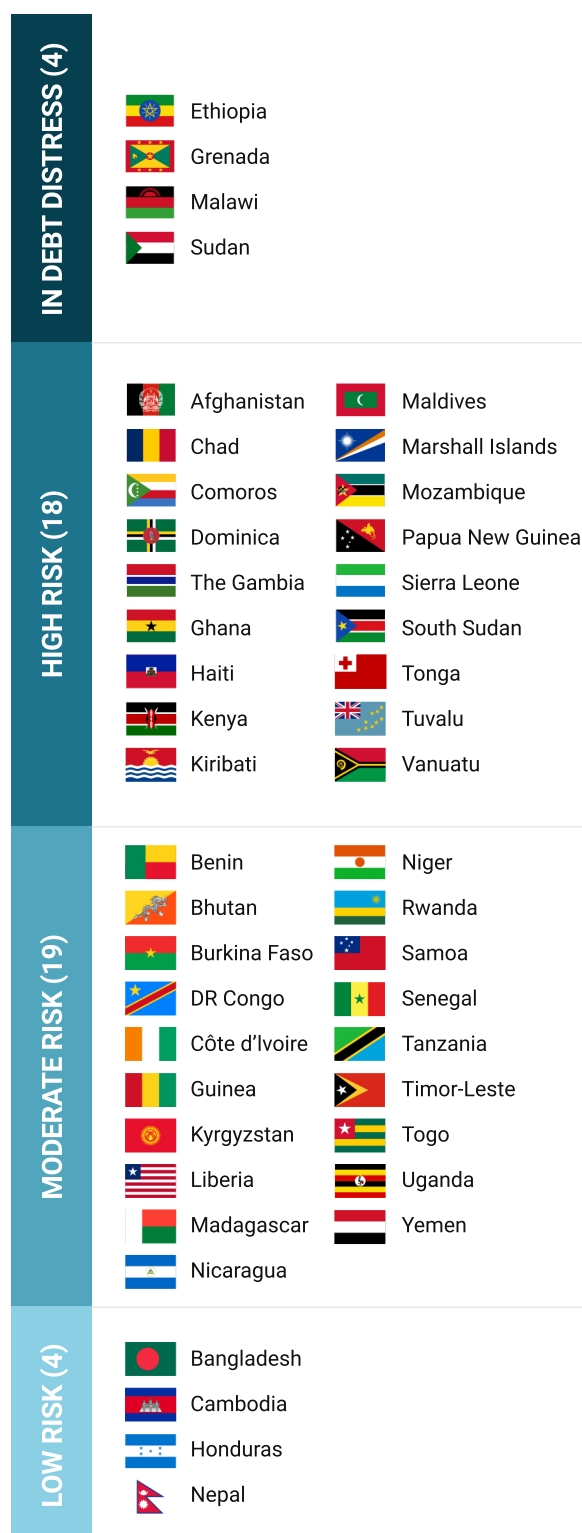 IN DEBT DISTRESS (4)
Ethiopia
Grenada
Malawi
Sudan
HIGH RISK (18)
Afghanistan
Chad
Comoros
Dominica
The Gambia
Ghana
Haiti
Kenya
Kiribati
Maldives
Marshall Islands
Mozambique
Papua New Guinea
Sierra Leone
South Sudan
Tonga
Tuvalu
Vanuatu
MODERATE RISK (19)
Benin
Bhutan
Burkina Faso
DR Congo
Côte d’Ivoire
Guinea
Kyrgyzstan
Liberia
Madagascar
Nicaragua
Niger
Rwanda
Samoa
Senegal
Tanzania
Timor-Leste
Togo
Uganda
Yemen
LOW RISK (4)
Bangladesh
Cambodia
Honduras
Nepal